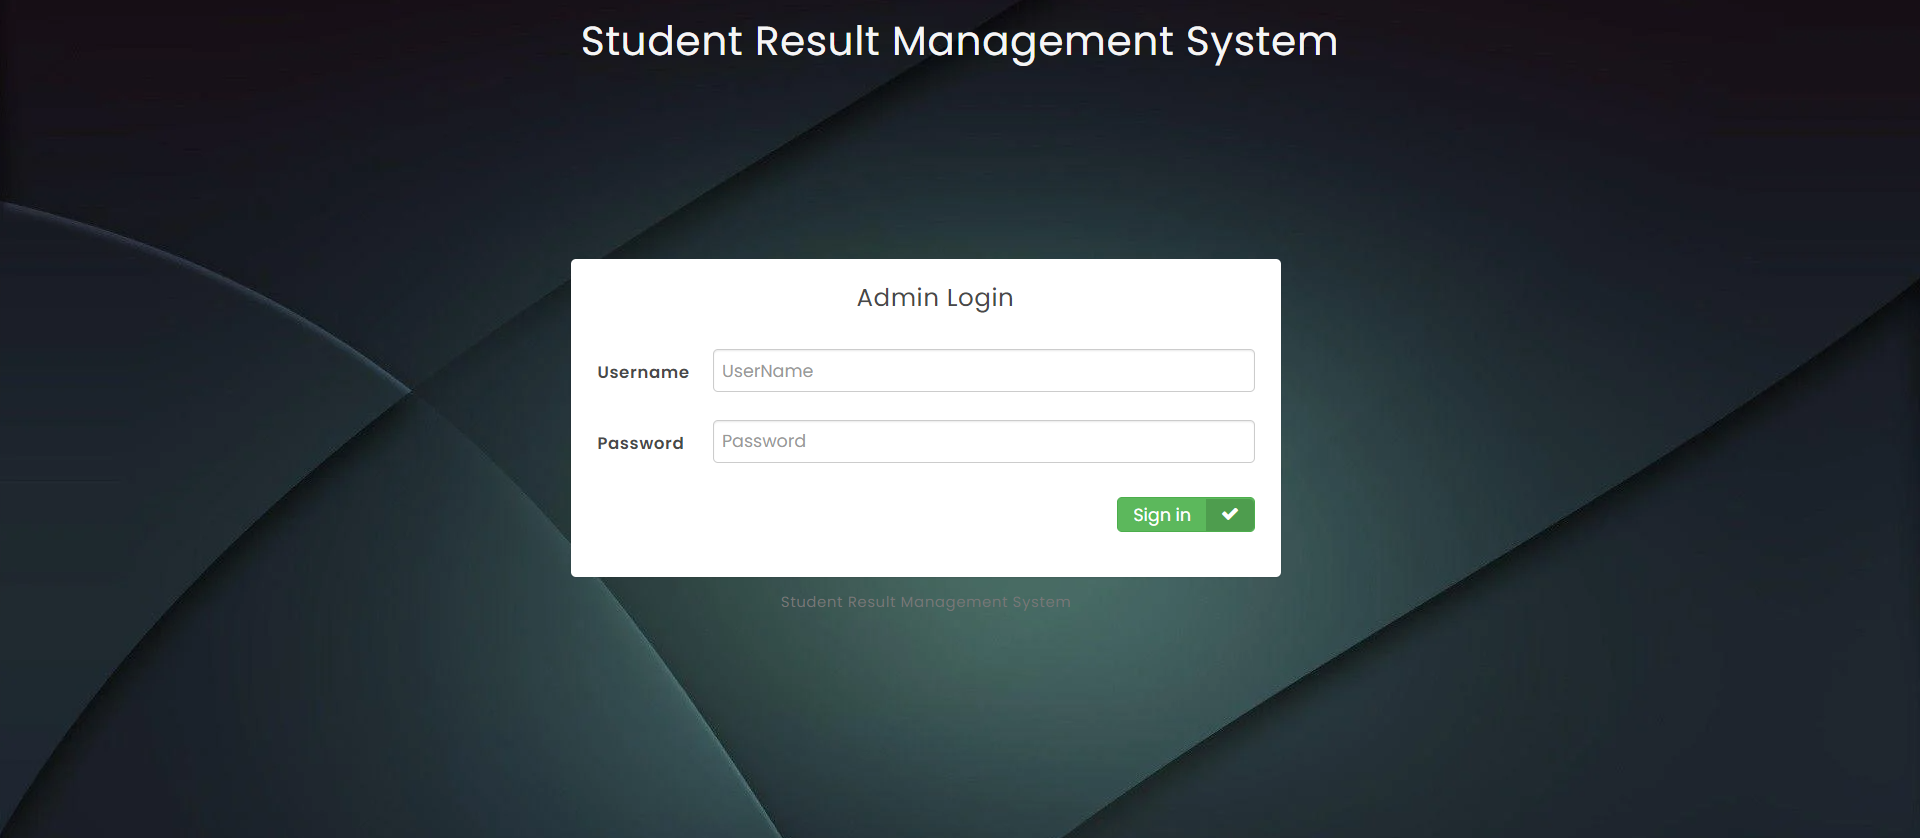 Student Result Management System
Admin Login
Username UserName
Password Password
Sign in
Student Result Management System